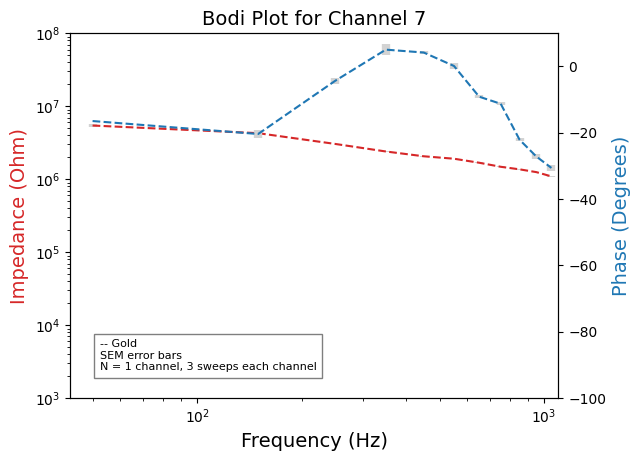 Bodi Plot for Channel 7
Impedance (Ohm)
10^8
10^7
10^6
10^5
10^4
10^3
-- Gold
SEM error bars
N = 1 channel, 3 sweeps each channel
10^2
10^3
Frequency (Hz)
0
−20
−40
−60
−80
−100
Phase (Degrees)